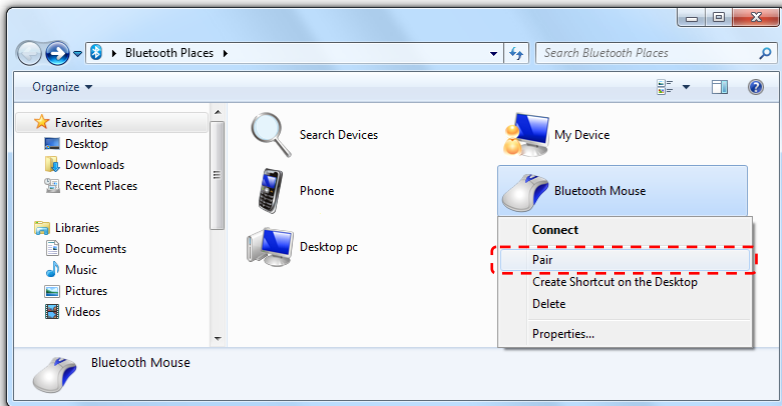 Bluetooth Places
Search Bluetooth Places
Organize
Favorites
Desktop
Downloads
Recent Places
Libraries
Documents
Music
Pictures
Videos
Search Devices
My Device
Phone
Bluetooth Mouse
Desktop pc
Connect
Pair
Create Shortcut on the Desktop
Delete
Properties...
Bluetooth Mouse